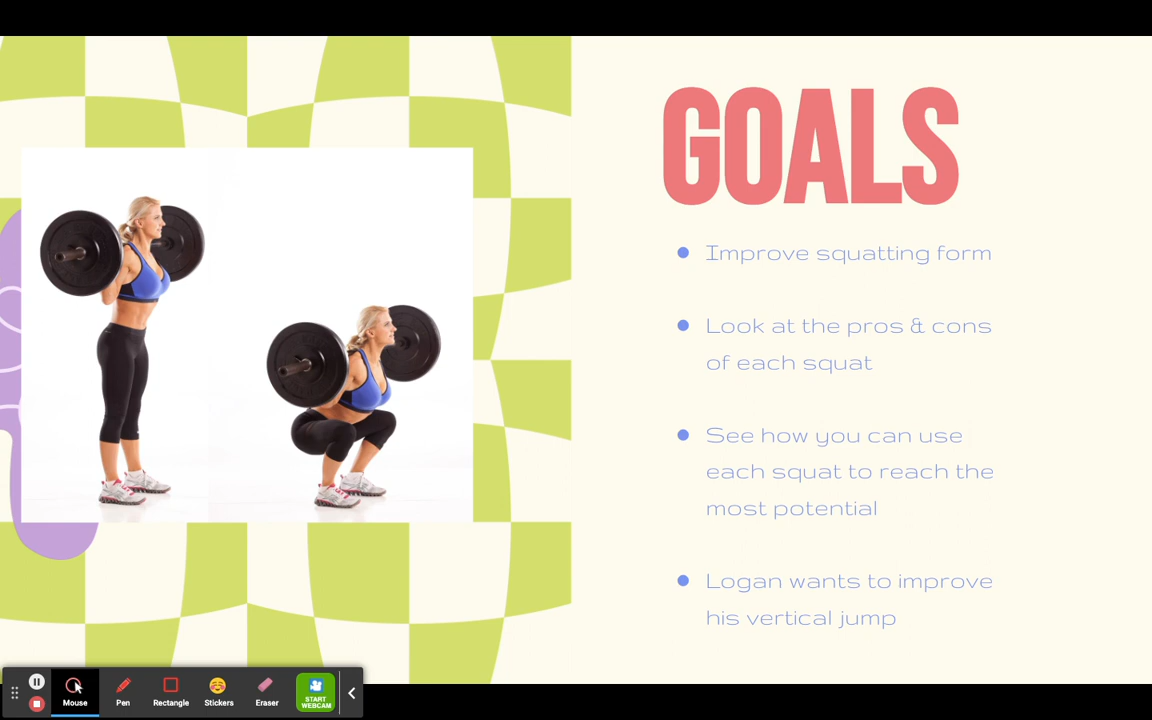 GOALS
Improve squatting form
Look at the pros & cons
of each squat
See how you can use
each squat to reach the
most potential
Logan wants to improve
his vertical jump
Mouse
Pen
Rectangle
Stickers
Eraser
START
WEBCAM